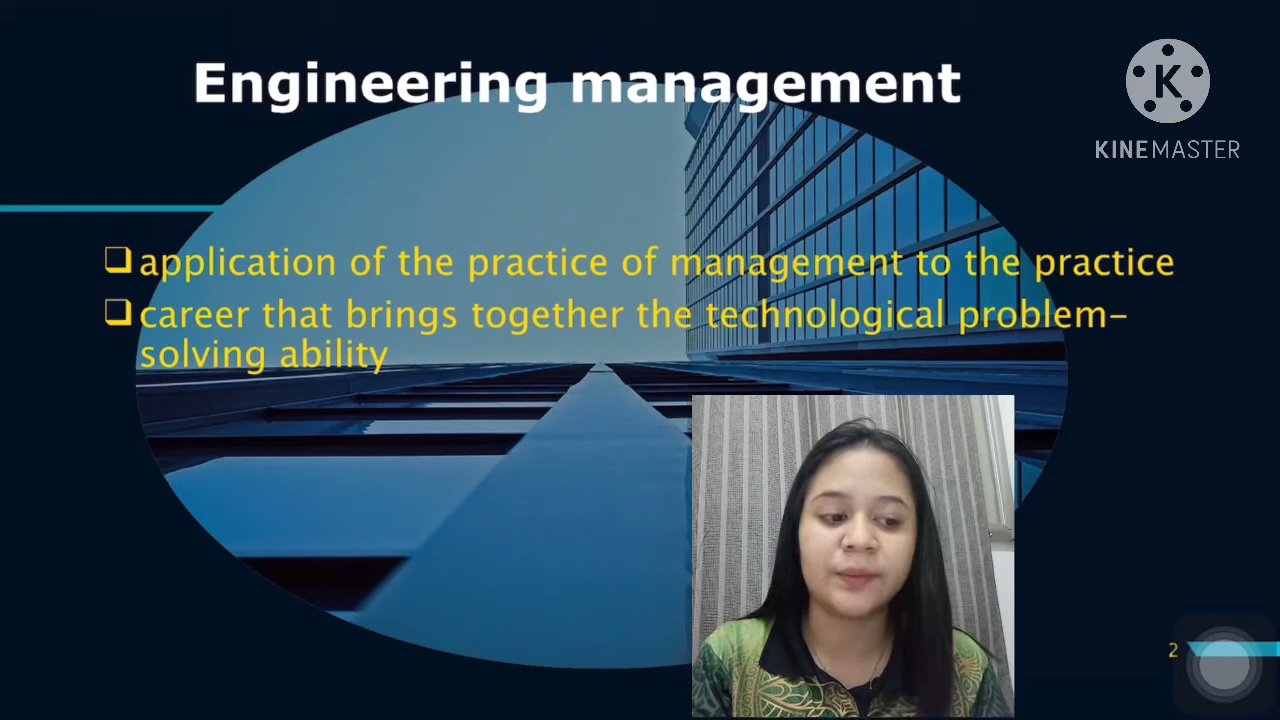 Engineering management
KINEMASTER
❑ application of the practice of management to the practice
❑ career that brings together the technological problem-
solving ability
2